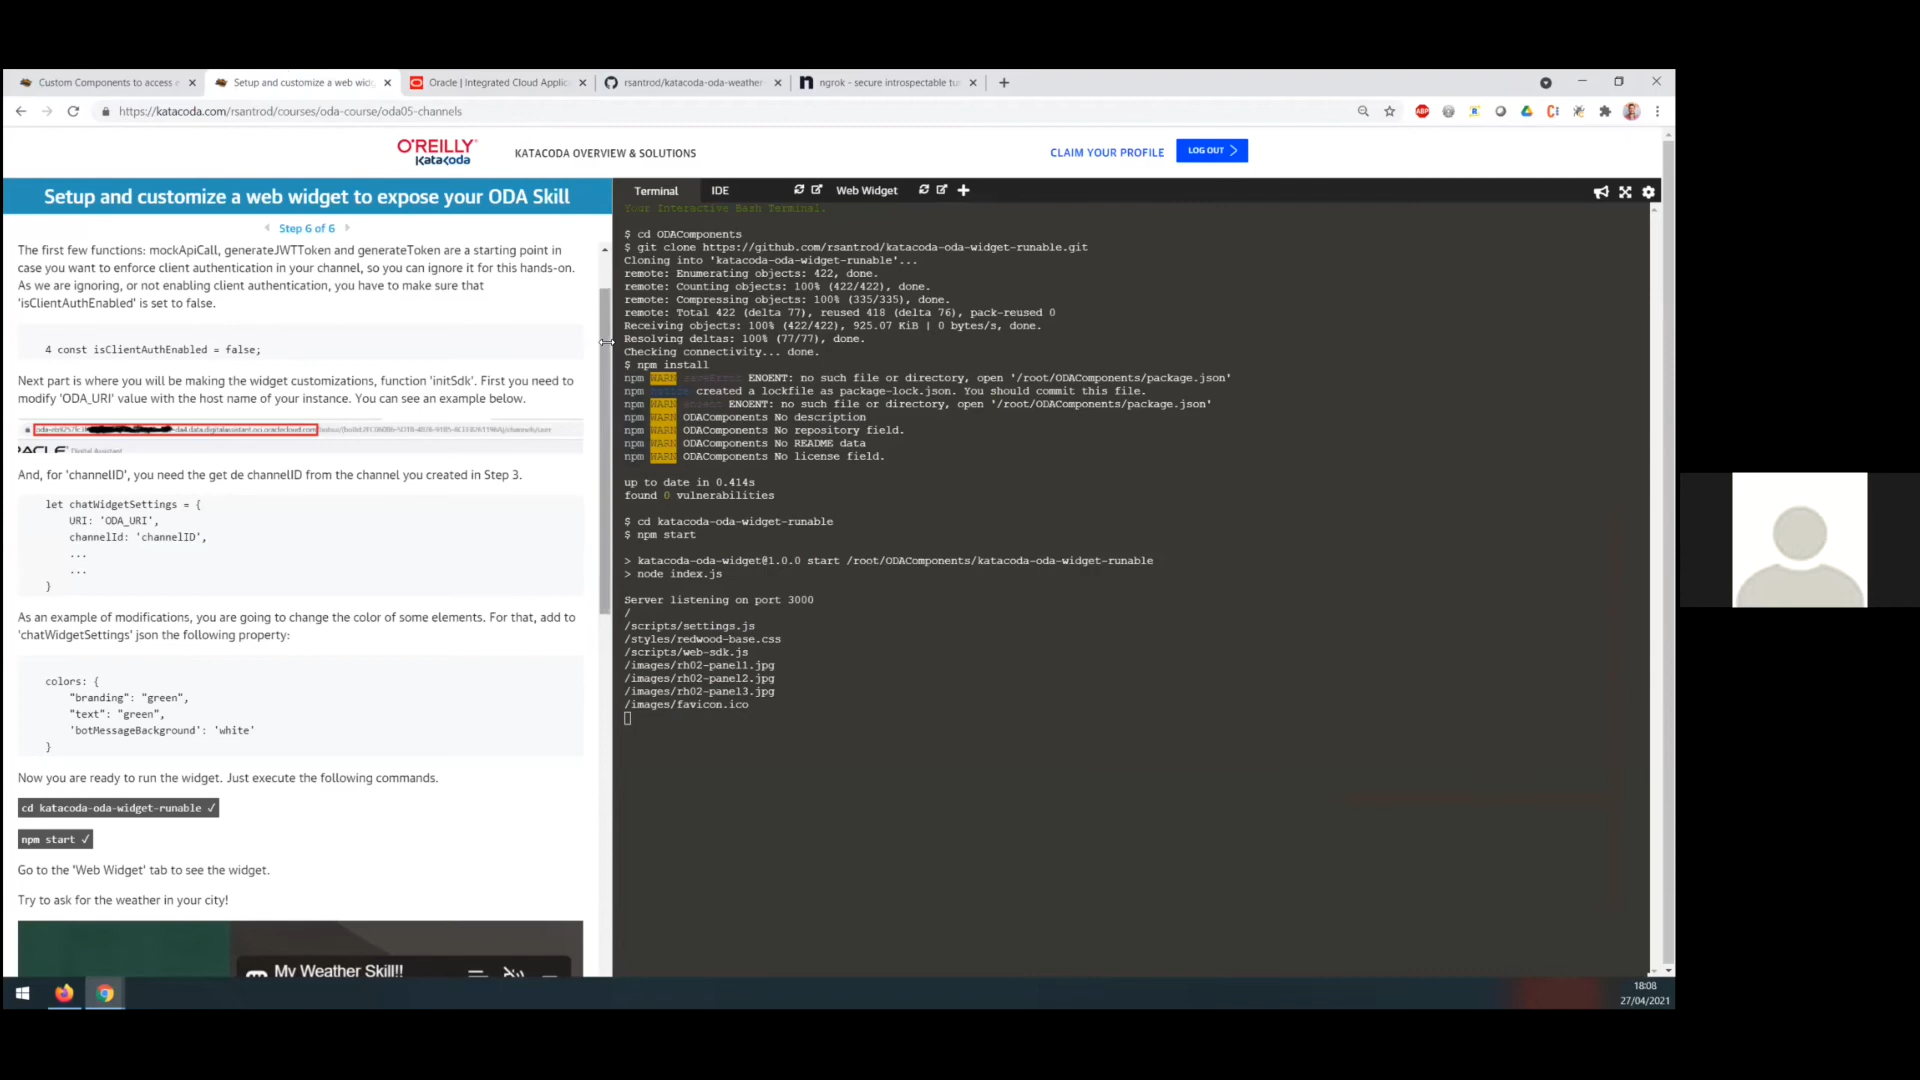 Custom Components to access
Setup and customize a web widg
Oracle | Integrated Cloud Applic
rsantrod/katacoda-oda-weather
ngrok - secure introspectable tu
https://katacoda.com/rsantrod/courses/oda-course/oda05-channels
ABP
O'REILLY
Katacoda
KATACODA OVERVIEW & SOLUTIONS
CLAIM YOUR PROFILE
LOG OUT
Setup and customize a web widget to expose your ODA Skill
Step 6 of 6
The first few functions: mockApiCall, generateJWTToken and generateToken are a starting point in
case you want to enforce client authentication in your channel, so you can ignore it for this hands-on.
As we are ignoring, or not enabling client authentication, you have to make sure that
'isClientAuthEnabled' is set to false.
4 const isClientAuthEnabled = false;
Next part is where you will be making the widget customizations, function 'initSdk'. First you need to
modify 'ODA_URI' value with the host name of your instance. You can see an example below.
-da4.data.digitalassistant.oci.oraclecloud.com
ACLE Digital Assistant
And, for 'channelID', you need the get de channelID from the channel you created in Step 3.
let chatWidgetSettings = {
URI: 'ODA_URI',
channelId: 'channelID',
...
...
}
As an example of modifications, you are going to change the color of some elements. For that, add to
'chatWidgetSettings' json the following property:
colors: {
"branding": "green",
"text": "green",
'botMessageBackground': 'white'
}
Now you are ready to run the widget. Just execute the following commands.
cd katacoda-oda-widget-runable ✓
npm start ✓
Go to the 'Web Widget' tab to see the widget.
Try to ask for the weather in your city!
My Weather Skill!!
Terminal
IDE
Web Widget
Your Interactive Bash Terminal.
$ cd ODAComponents
$ git clone https://github.com/rsantrod/katacoda-oda-widget-runable.git
Cloning into 'katacoda-oda-widget-runable'...
remote: Enumerating objects: 422, done.
remote: Counting objects: 100% (422/422), done.
remote: Compressing objects: 100% (335/335), done.
remote: Total 422 (delta 77), reused 418 (delta 76), pack-reused 0
Receiving objects: 100% (422/422), 925.07 KiB | 0 bytes/s, done.
Resolving deltas: 100% (77/77), done.
Checking connectivity... done.
$ npm install
npm WARN saveError ENOENT: no such file or directory, open '/root/ODAComponents/package.json'
npm notice created a lockfile as package-lock.json. You should commit this file.
npm WARN enoent ENOENT: no such file or directory, open '/root/ODAComponents/package.json'
npm WARN ODAComponents No description
npm WARN ODAComponents No repository field.
npm WARN ODAComponents No README data
npm WARN ODAComponents No license field.
up to date in 0.414s
found 0 vulnerabilities
$ cd katacoda-oda-widget-runable
$ npm start
> katacoda-oda-widget@1.0.0 start /root/ODAComponents/katacoda-oda-widget-runable
> node index.js
Server listening on port 3000
/
/scripts/settings.js
/styles/redwood-base.css
/scripts/web-sdk.js
/images/rh02-panel1.jpg
/images/rh02-panel2.jpg
/images/rh02-panel3.jpg
/images/favicon.ico
18:08
27/04/2021